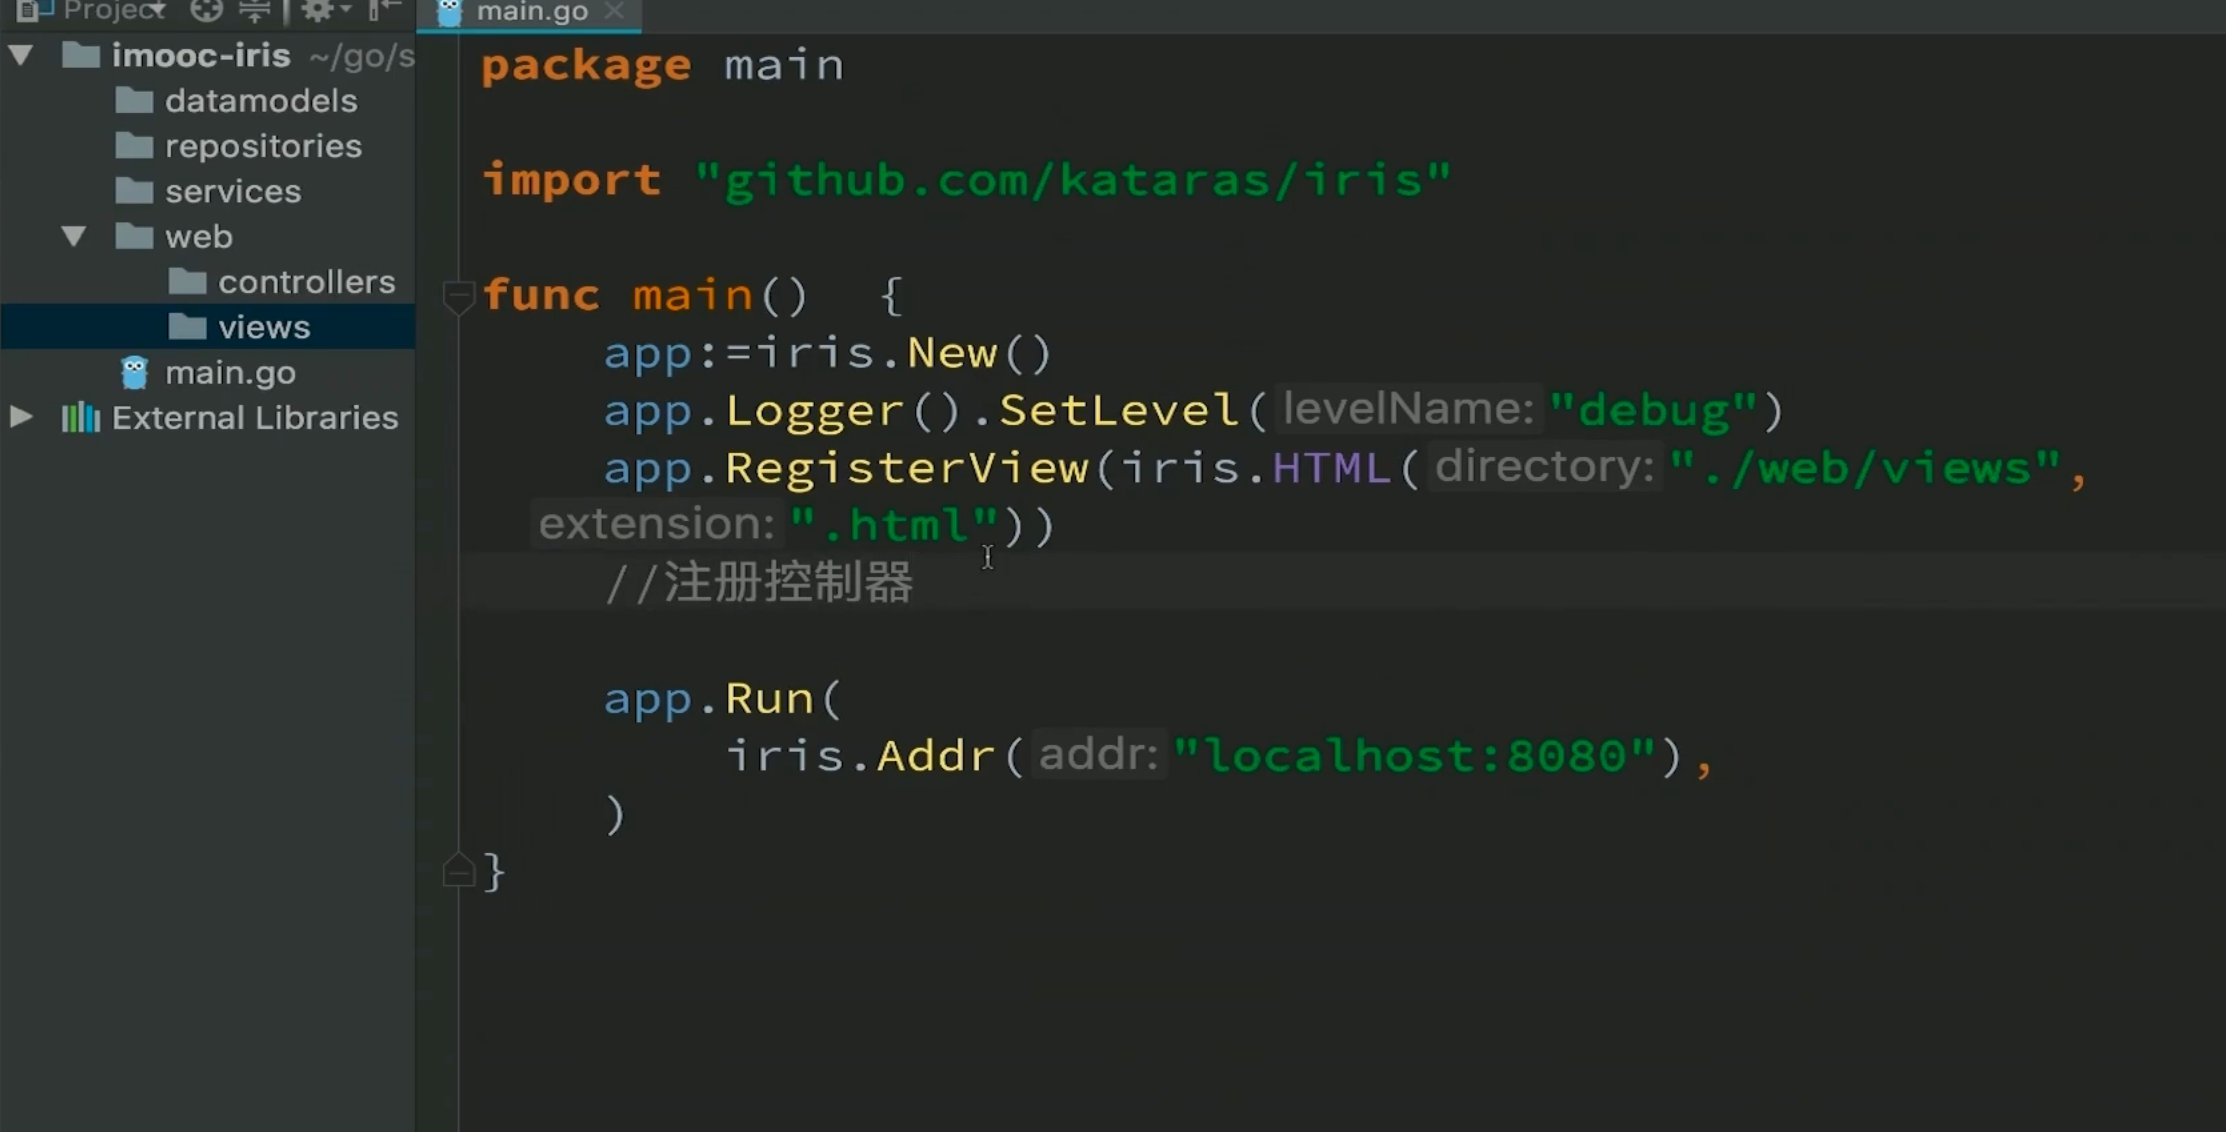 Project
main.go
imooc-iris ~/go/s
datamodels
repositories
services
web
controllers
views
main.go
External Libraries
package main
import "github.com/kataras/iris"
func main()  {
app:=iris.New()
app.Logger().SetLevel( levelName: "debug")
app.RegisterView(iris.HTML( directory: "./web/views",
extension: ".html"))
//注册控制器
app.Run(
iris.Addr( addr: "localhost:8080"),
)
}